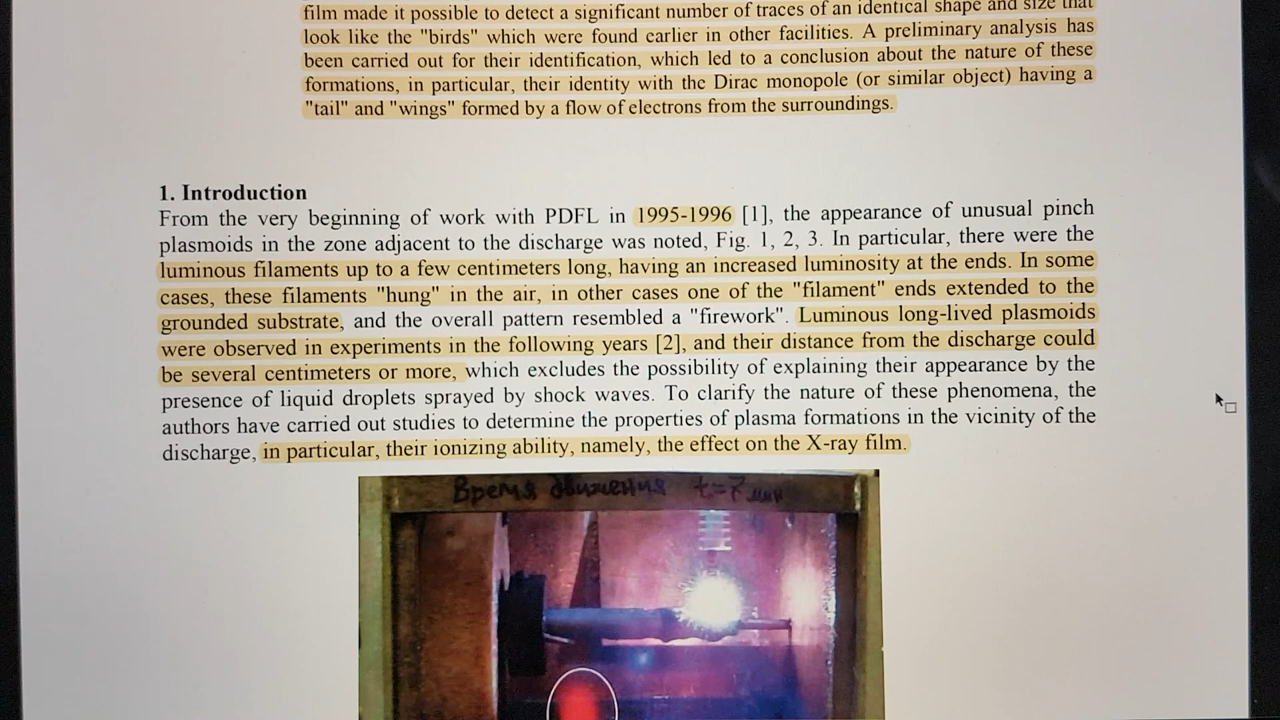 film made it possible to detect a significant number of traces of an identical shape and size that
look like the "birds" which were found earlier in other facilities. A preliminary analysis has
been carried out for their identification, which led to a conclusion about the nature of these
formations, in particular, their identity with the Dirac monopole (or similar object) having a
"tail" and "wings" formed by a flow of electrons from the surroundings.
1. Introduction
From the very beginning of work with PDFL in 1995-1996 [1], the appearance of unusual pinch
plasmoids in the zone adjacent to the discharge was noted, Fig. 1, 2, 3. In particular, there were the
luminous filaments up to a few centimeters long, having an increased luminosity at the ends. In some
cases, these filaments "hung" in the air, in other cases one of the "filament" ends extended to the
grounded substrate, and the overall pattern resembled a "firework". Luminous long-lived plasmoids
were observed in experiments in the following years [2], and their distance from the discharge could
be several centimeters or more, which excludes the possibility of explaining their appearance by the
presence of liquid droplets sprayed by shock waves. To clarify the nature of these phenomena, the
authors have carried out studies to determine the properties of plasma formations in the vicinity of the
discharge, in particular, their ionizing ability, namely, the effect on the X-ray film.
Время движения t=7 мин